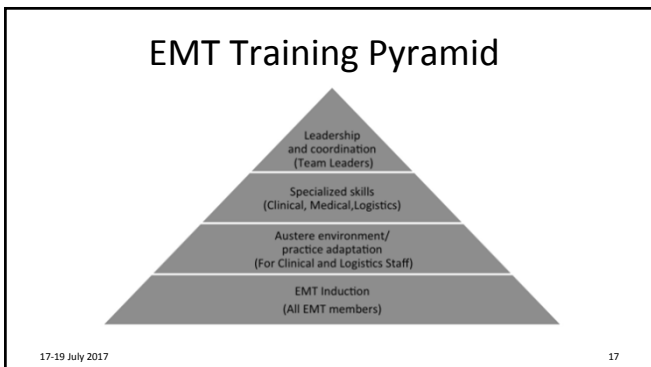 EMT Training Pyramid
Leadership
and coordination
(Team Leaders)
Specialized skills
(Clinical, Medical,Logistics)
Austere environment/
practice adaptation
(For Clinical and Logistics Staff)
EMT Induction
(All EMT members)
17-19 July 2017
17